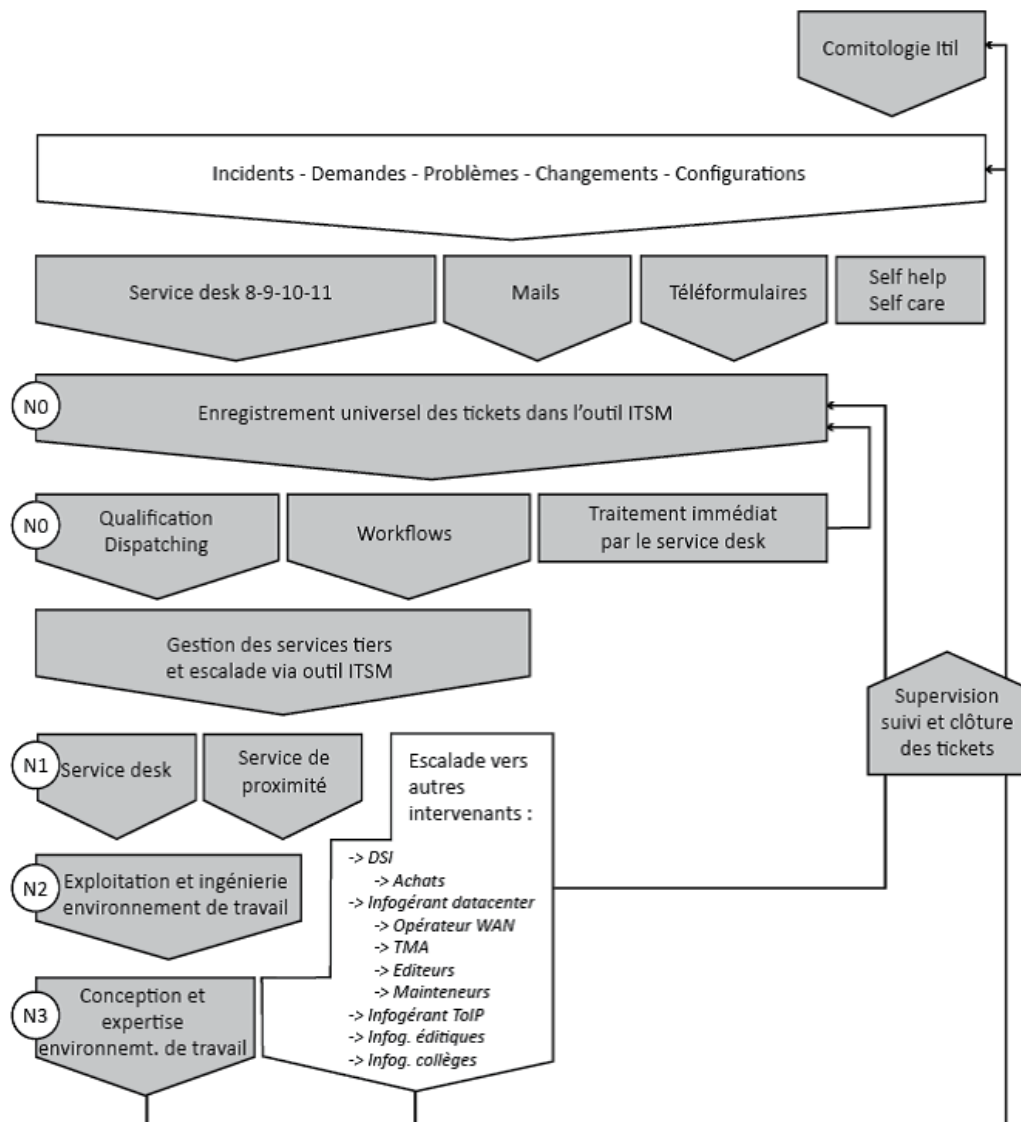 Comitologie Itil
Incidents - Demandes - Problèmes - Changements - Configurations
Service desk 8-9-10-11
Mails
Téléformulaires
Self help
Self care
N0
Enregistrement universel des tickets dans l'outil ITSM
N0
Qualification
Dispatching
Workflows
Traitement immédiat
par le service desk
Gestion des services tiers
et escalade via outil ITSM
Supervision
suivi et clôture
des tickets
N1
Service desk
Service de
proximité
Escalade vers
autres
intervenants :
-> DSI
-> Achats
-> Infogérant datacenter
-> Opérateur WAN
-> TMA
-> Editeurs
-> Mainteneurs
-> Infogérant ToIP
-> Infog. éditiques
-> Infog. collèges
N2
Exploitation et ingénierie
environnement de travail
N3
Conception et
expertise
environnemt. de travail